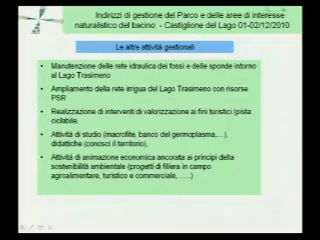 Indirizzi di gestione del Parco e delle aree di interesse
naturalistico del bacino - Castiglione del Lago 01-02/12/2010
Le altre attività gestionali
• Manutenzione delle rete idraulica dei fossi e delle sponde intorno
al Lago Trasimeno
• Ampliamento della rete irrigua del Lago Trasimeno con risorse
PSR
• Realizzazione di interventi di valorizzazione ai fini turistici (pista
ciclabile,
• Attività di studio (macrofite, banco del germoplasma,…),
didattiche (conosci il territorio),
• Attività di animazione economica ancorata ai principi della
sostenibilità ambientale (progetti di filiera in campo
agroalimentare, turistico e commerciale, …..)